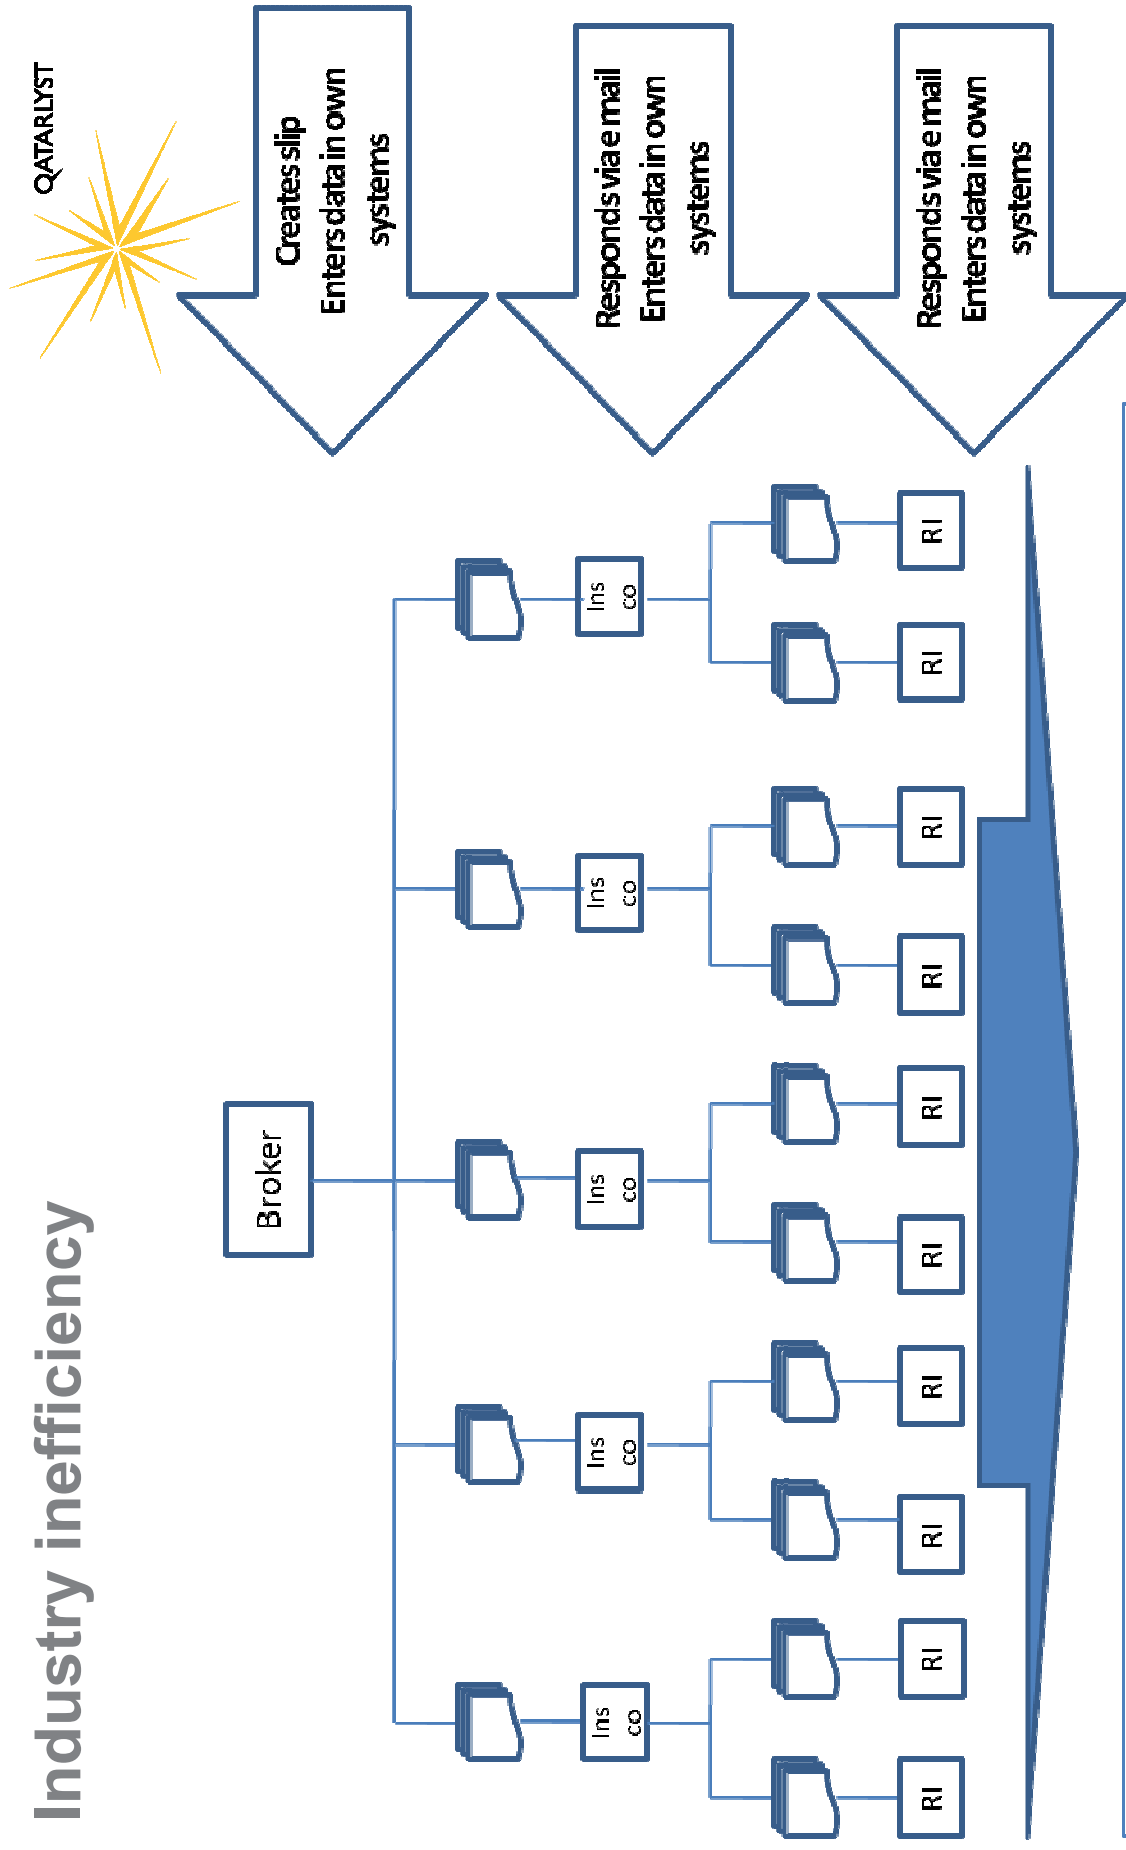 Industry inefficiency
QATARLYST
Broker
Creates slip
Enters data in own
systems
Ins
co
Ins
co
Ins
co
Ins
co
Ins
co
Responds via e mail
Enters data in own
systems
RI
RI
RI
RI
RI
RI
RI
RI
RI
RI
Responds via e mail
Enters data in own
systems